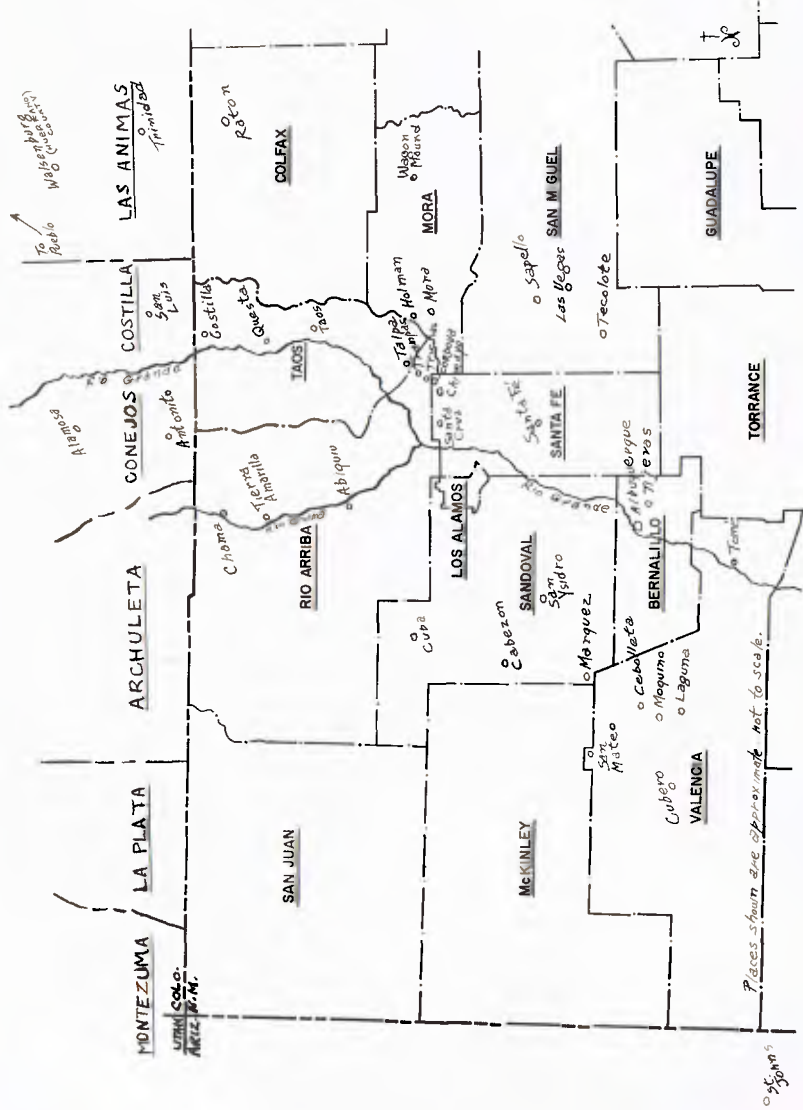 To
Pueblo
Walsenburg
LAS ANIMAS
Trinidad
COSTILLA
San
Luis
CONEJOS
Alamosa
Antonito
ARCHULETA
LA PLATA
MONTEZUMA
UTAH COLO.
ARIZ. N.M.
Raton
COLFAX
Costilla
Questa
Taos
TAOS
Chama
Tierra
Amarilla
Abiquiu
RIO ARRIBA
SAN JUAN
Wagon
Mound
MORA
Holman
Mora
Talpa
Santa
Cruz
LOS ALAMOS
Cuba
SAN M GUEL
Sapello
Las Vegas
Tecolote
Santa Fé
SANTA FE
Rio Grande
SANDOVAL
San
Ysidro
Cabezon
Marquez
McKINLEY
San
Mateo
GUADALUPE
TORRANCE
Albuquerque
Tijeras
BERNALILLO
Tome
Cebolleta
Moquino
Laguna
Cubero
VALENCIA
Places shown are approximate not to scale.
St.
Johns